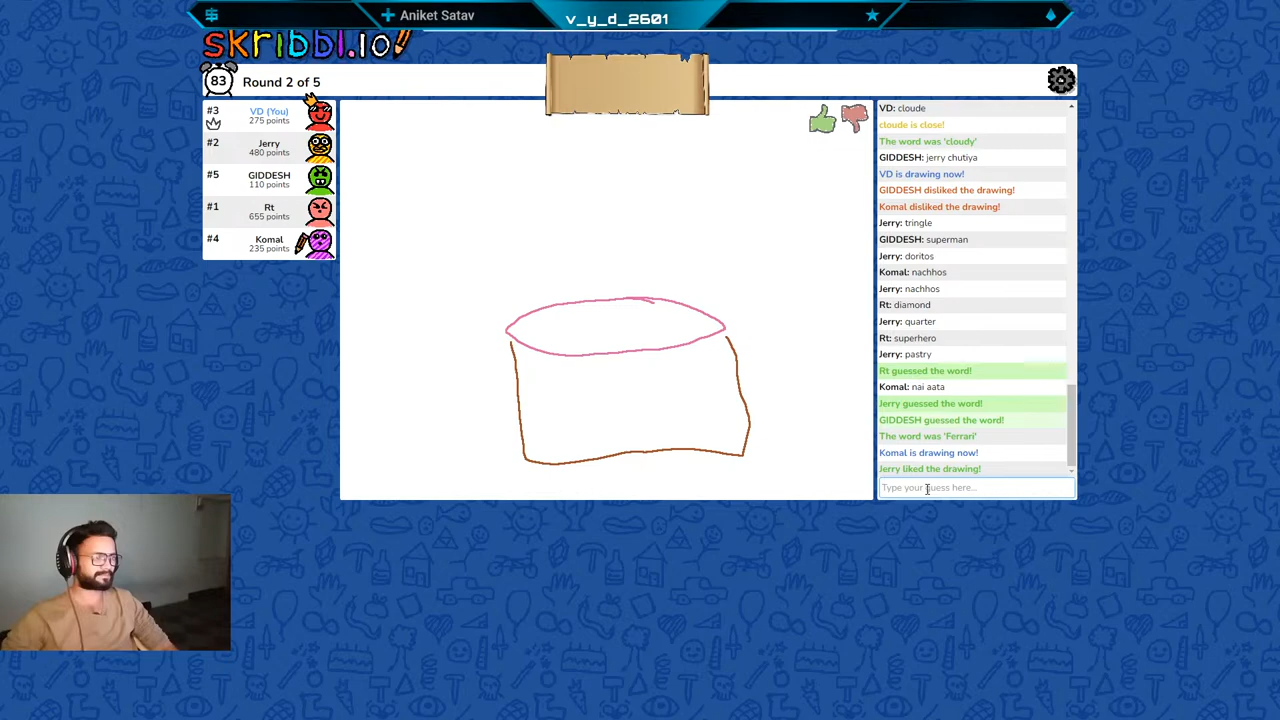 Aniket Satav
v_y_d_2601
skribbl.io
83
Round 2 of 5
#3
VD (You)
275 points
#2
Jerry
480 points
#5
GIDDESH
110 points
#1
Rt
655 points
#4
Komal
235 points
VD: cloude
cloude is close!
The word was 'cloudy'
GIDDESH: jerry chutiya
VD is drawing now!
GIDDESH disliked the drawing!
Komal disliked the drawing!
Jerry: tringle
GIDDESH: superman
Jerry: doritos
Komal: nachhos
Jerry: nachhos
Rt: diamond
Jerry: quarter
Rt: superhero
Jerry: pastry
Rt guessed the word!
Komal: nai aata
Jerry guessed the word!
GIDDESH guessed the word!
The word was 'Ferrari'
Komal is drawing now!
Jerry liked the drawing!
Type your guess here...